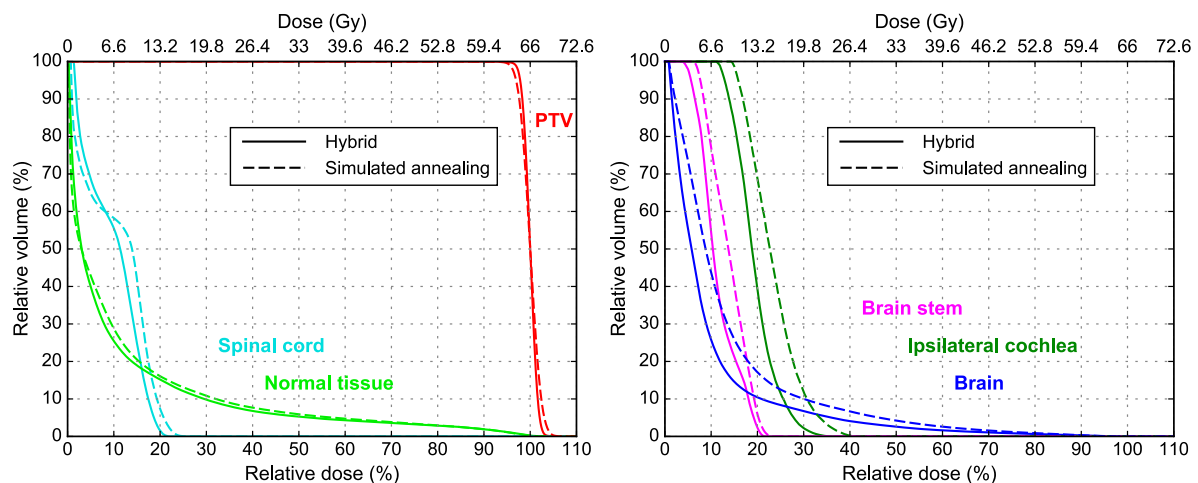 Dose (Gy)
0 6.6 13.2 19.8 26.4 33 39.6 46.2 52.8 59.4 66 72.6
100
90
80
70
60
50
40
30
20
10
0
Relative volume (%)
Hybrid
Simulated annealing
PTV
Spinal cord
Normal tissue
0 10 20 30 40 50 60 70 80 90 100 110
Relative dose (%)
Dose (Gy)
0 6.6 13.2 19.8 26.4 33 39.6 46.2 52.8 59.4 66 72.6
100
90
80
70
60
50
40
30
20
10
0
Relative volume (%)
Hybrid
Simulated annealing
Brain stem
Ipsilateral cochlea
Brain
0 10 20 30 40 50 60 70 80 90 100 110
Relative dose (%)